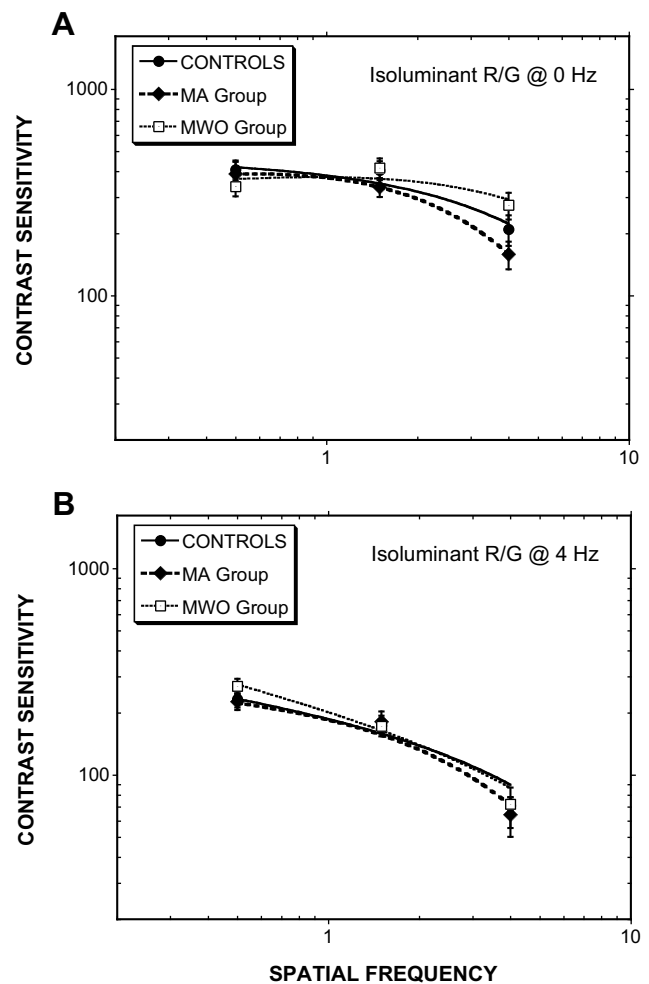 A
CONTROLS
MA Group
MWO Group
Isoluminant R/G @ 0 Hz
1000
100
CONTRAST SENSITIVITY
1
10
B
CONTROLS
MA Group
MWO Group
Isoluminant R/G @ 4 Hz
1000
100
CONTRAST SENSITIVITY
1
10
SPATIAL FREQUENCY